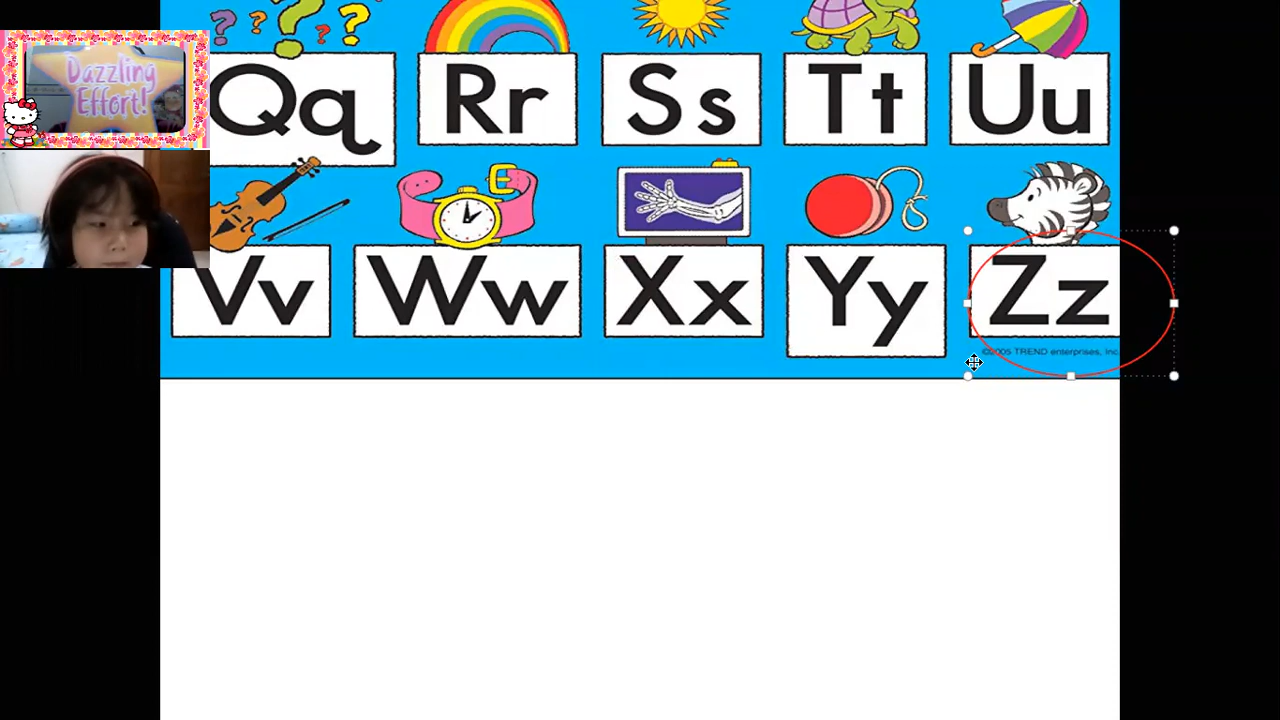 Dazzling
Effort!
Qq Rr Ss Tt Uu
Vv Ww Xx Yy Zz
©2005 TREND enterprises, Inc